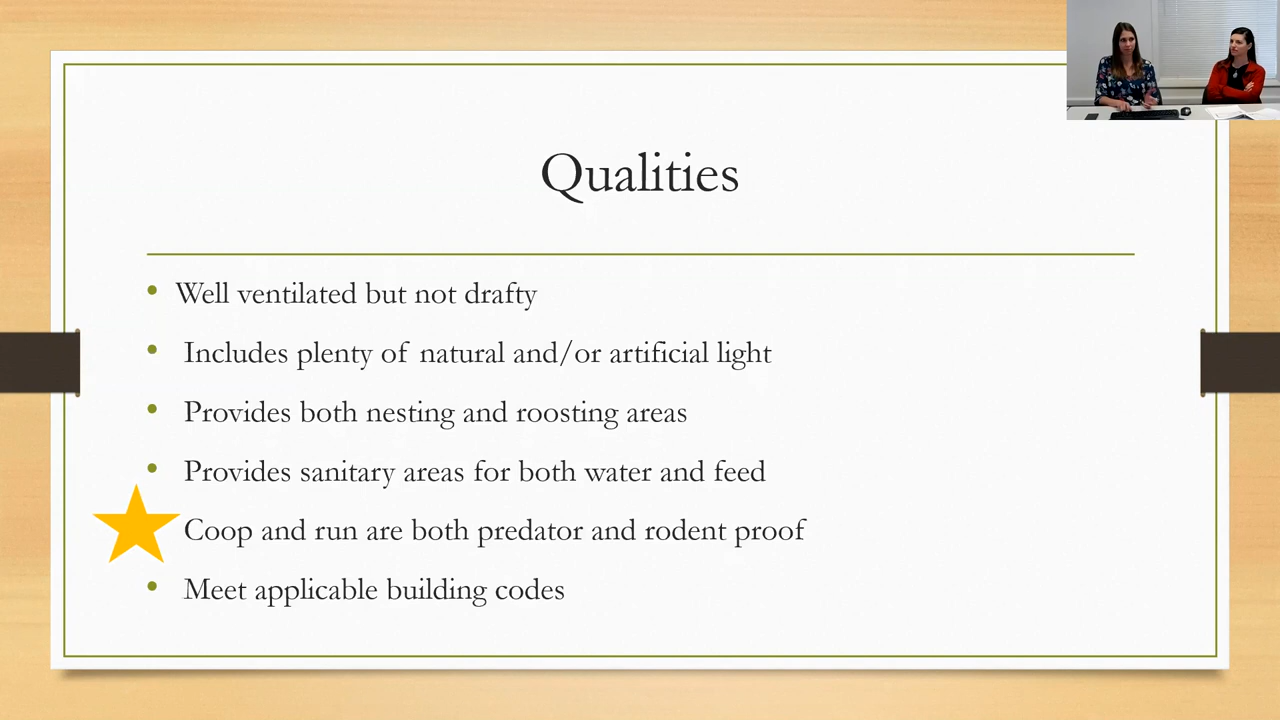 Qualities
• Well ventilated but not drafty
• Includes plenty of natural and/or artificial light
• Provides both nesting and roosting areas
• Provides sanitary areas for both water and feed
Coop and run are both predator and rodent proof
• Meet applicable building codes